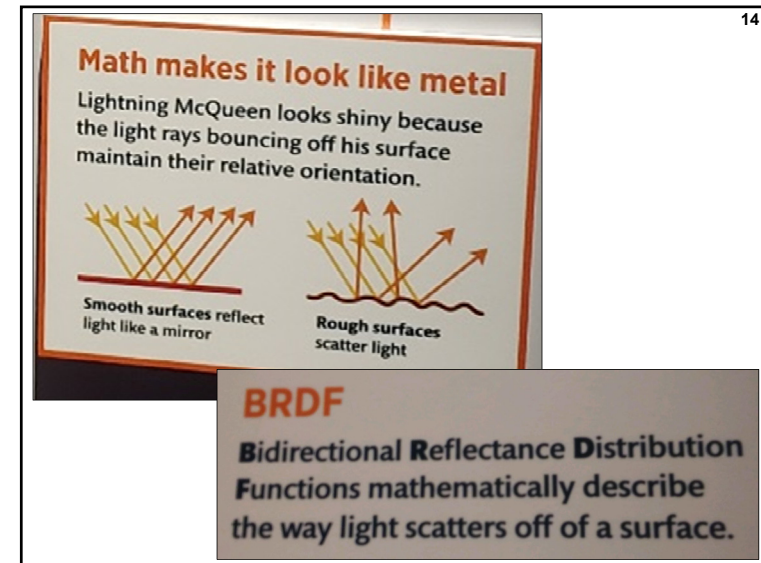 14
Math makes it look like metal
Lightning McQueen looks shiny because
the light rays bouncing off his surface
maintain their relative orientation.
Smooth surfaces reflect
light like a mirror
Rough surfaces
scatter light
BRDF
Bidirectional Reflectance Distribution
Functions mathematically describe
the way light scatters off of a surface.